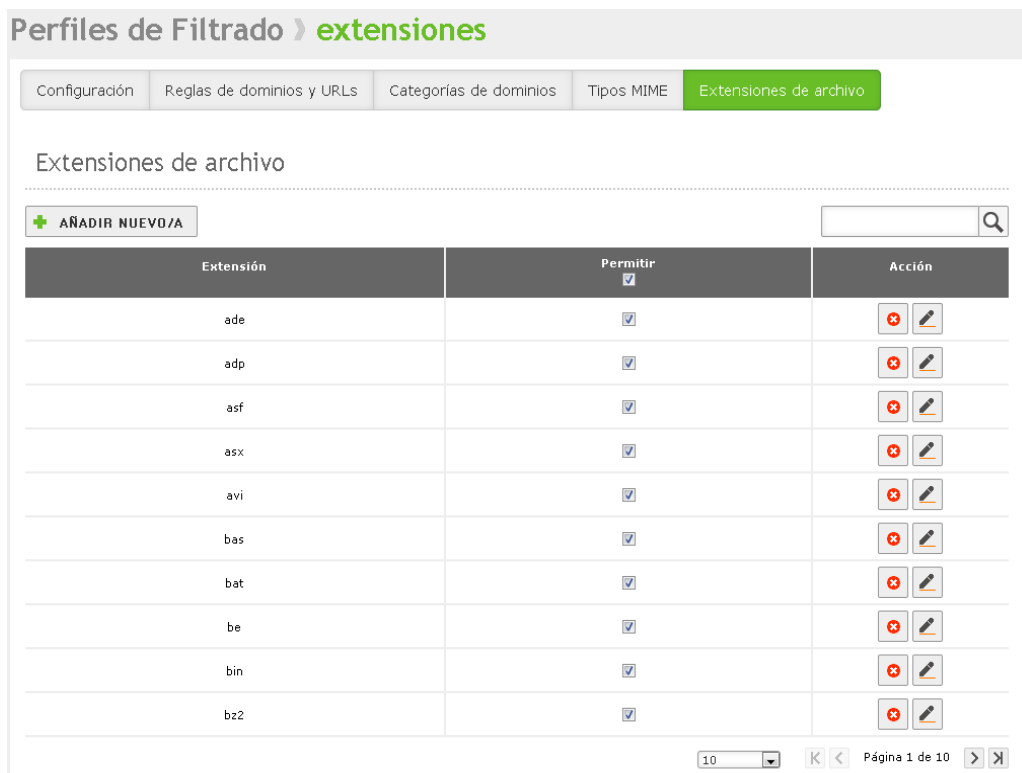 Perfiles de Filtrado › extensiones
Configuración Reglas de dominios y URLs Categorías de dominios Tipos MIME Extensiones de archivo
Extensiones de archivo
AÑADIR NUEVO/A
Extensión Permitir Acción
ade
adp
asf
asx
avi
bas
bat
be
bin
bz2
10 Página 1 de 10